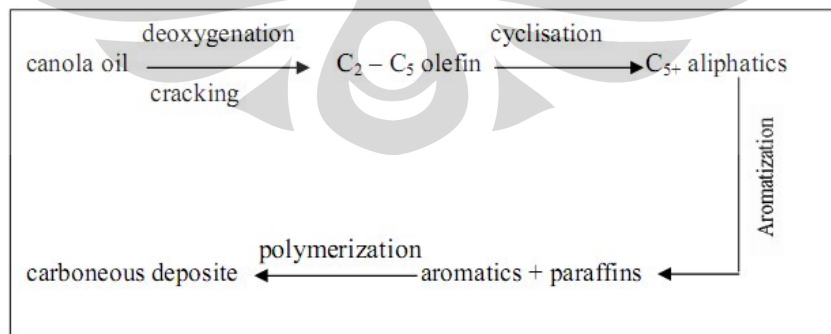 deoxygenation cyclisation
canola oil C₂ – C₅ olefin C₅₊ aliphatics
cracking
Aromatization
polymerization
carboneous deposite aromatics + paraffins